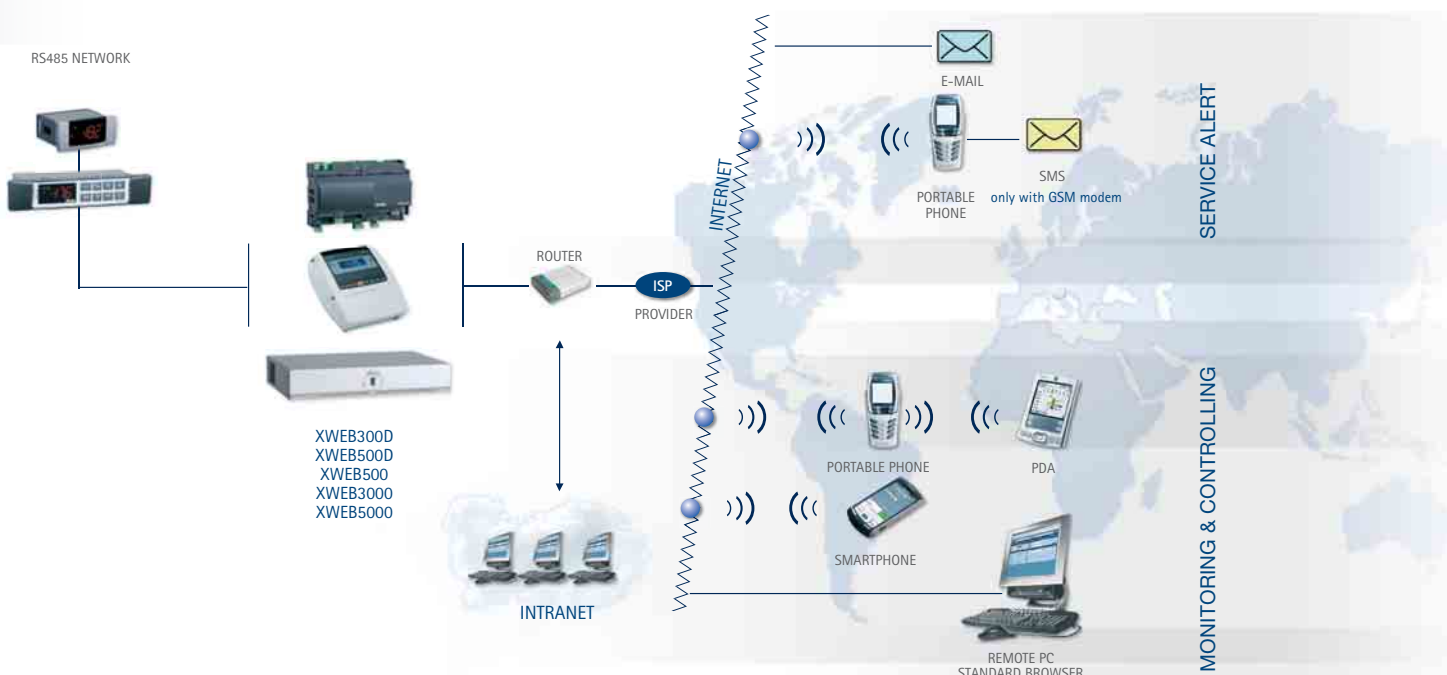 RS485 NETWORK
E-MAIL
PORTABLE
PHONE
SMS
only with GSM modem
SERVICE ALERT
INTERNET
ROUTER
ISP
PROVIDER
XWEB300D
XWEB500D
XWEB500
XWEB3000
XWEB5000
PORTABLE PHONE
PDA
SMARTPHONE
INTRANET
REMOTE PC
STANDARD BROWSER
MONITORING & CONTROLLING